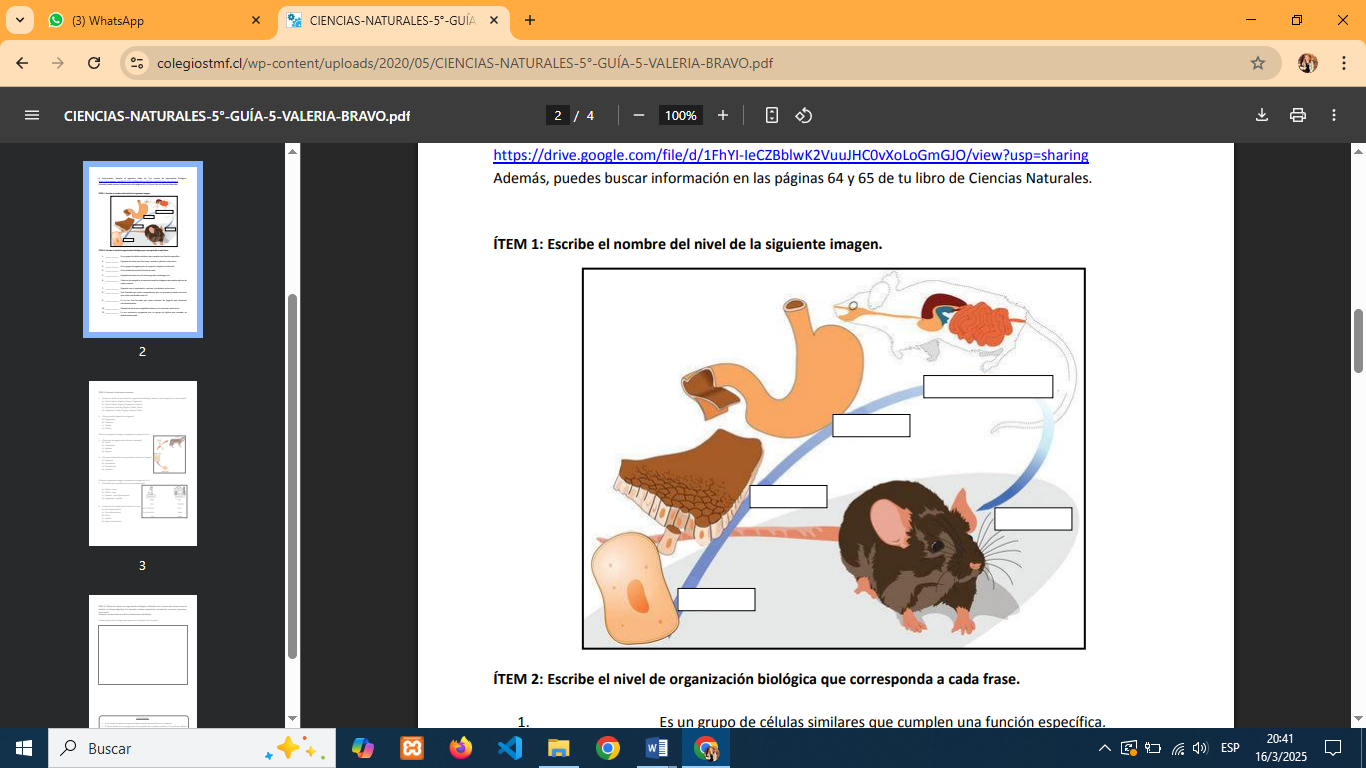 (3) WhatsApp
CIENCIAS-NATURALES-5°-GUÍA
colegiostmf.cl/wp-content/uploads/2020/05/CIENCIAS-NATURALES-5°-GUÍA-5-VALERIA-BRAVO.pdf
CIENCIAS-NATURALES-5°-GUÍA-5-VALERIA-BRAVO.pdf
2 / 4
100%
2
3
https://drive.google.com/file/d/1FhYI-IeCZBblwK2VuuJHC0vXoLoGmGJO/view?usp=sharing
Además, puedes buscar información en las páginas 64 y 65 de tu libro de Ciencias Naturales.
ÍTEM 1: Escribe el nombre del nivel de la siguiente imagen.
ÍTEM 2: Escribe el nivel de organización biológica que corresponda a cada frase.
1. ____________ Es un grupo de células similares que cumplen una función específica.
Buscar
ESP
20:41
16/3/2025